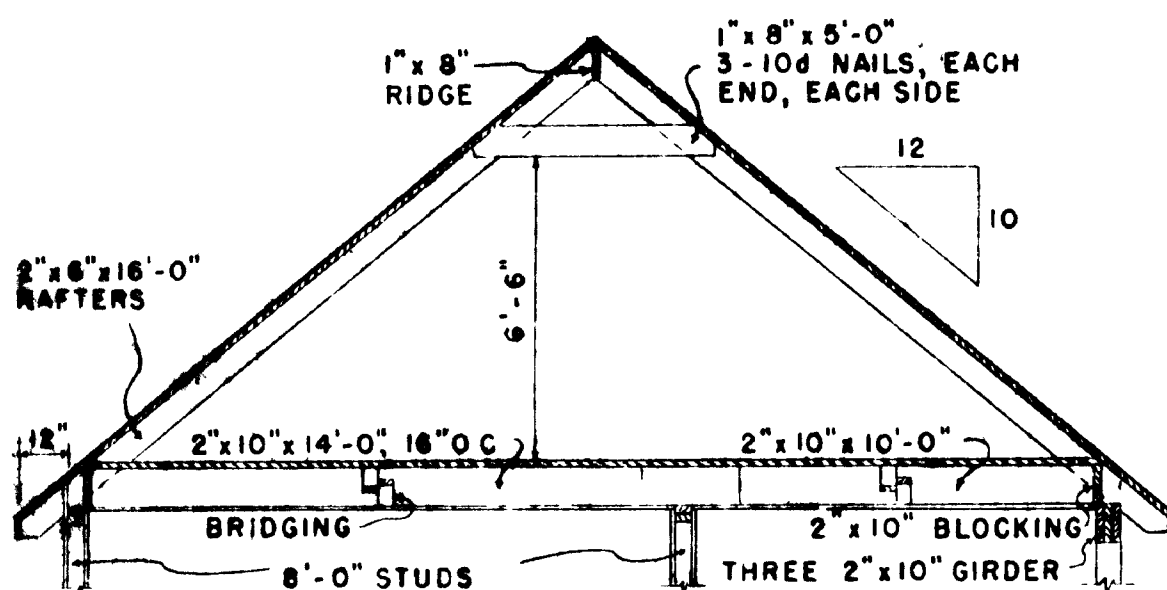 1" x 8"
RIDGE
1" x 8" x 5'-0"
3 - 10d NAILS, EACH
END, EACH SIDE
12
10
2" x 6" x 16'-0"
RAFTERS
6'-6"
12"
2" x 10" x 14'-0", 16" O C
2" x 10" x 10'-0"
BRIDGING
2" x 10" BLOCKING
8'-0" STUDS
THREE 2" x 10" GIRDER